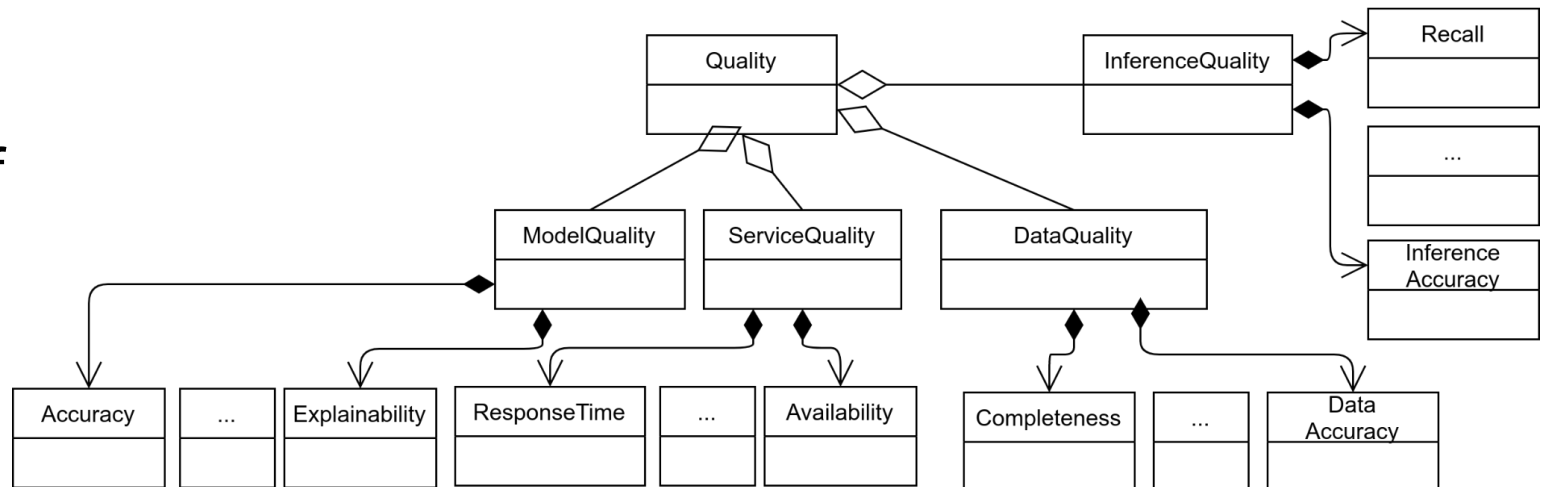 Quality
InferenceQuality
Recall
...
Inference
Accuracy
ModelQuality
ServiceQuality
DataQuality
Accuracy
...
Explainability
ResponseTime
...
Availability
Completeness
...
Data
Accuracy